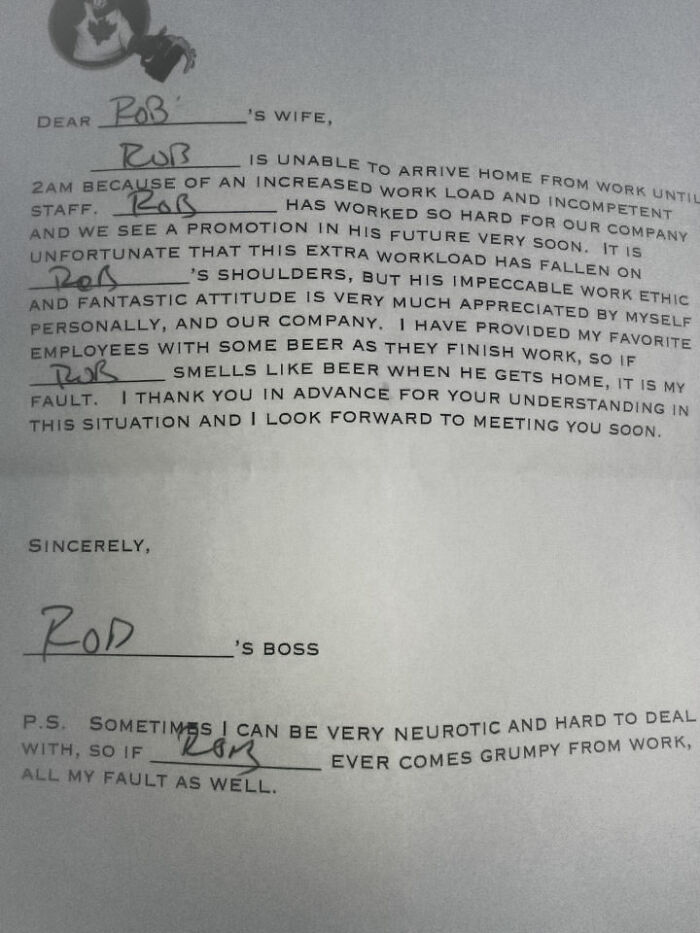 DEAR ROB'S WIFE,
ROB IS UNABLE TO ARRIVE HOME FROM WORK UNTIL
2AM BECAUSE OF AN INCREASED WORK LOAD AND INCOMPETENT
STAFF. ROB HAS WORKED SO HARD FOR OUR COMPANY
AND WE SEE A PROMOTION IN HIS FUTURE VERY SOON. IT IS
UNFORTUNATE THAT THIS EXTRA WORKLOAD HAS FALLEN ON
ROB'S SHOULDERS, BUT HIS IMPECCABLE WORK ETHIC
AND FANTASTIC ATTITUDE IS VERY MUCH APPRECIATED BY MYSELF
PERSONALLY, AND OUR COMPANY. I HAVE PROVIDED MY FAVORITE
EMPLOYEES WITH SOME BEER AS THEY FINISH WORK, SO IF
ROB SMELLS LIKE BEER WHEN HE GETS HOME, IT IS MY
FAULT. I THANK YOU IN ADVANCE FOR YOUR UNDERSTANDING IN
THIS SITUATION AND I LOOK FORWARD TO MEETING YOU SOON.
SINCERELY,
ROB'S BOSS
P.S. SOMETIMES I CAN BE VERY NEUROTIC AND HARD TO DEAL
WITH, SO IF ROB EVER COMES GRUMPY FROM WORK,
ALL MY FAULT AS WELL.